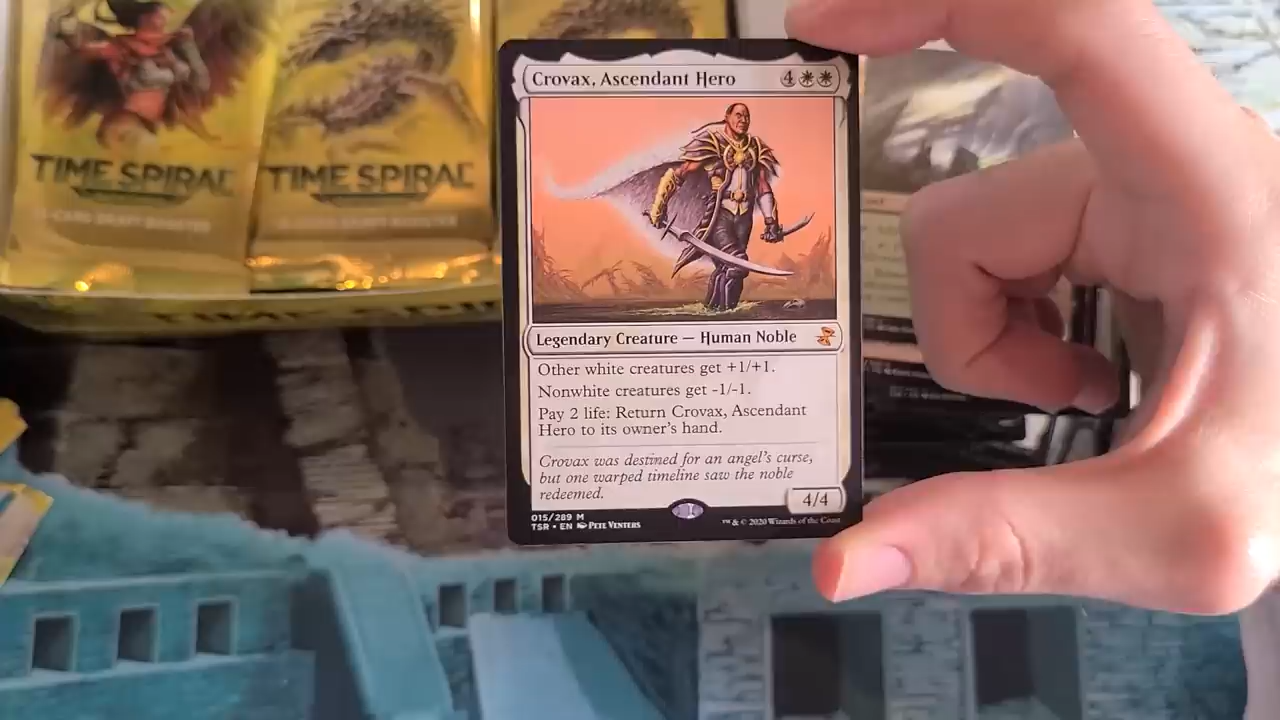 TIME SPIRAL
TIME SPIRAL
Crovax, Ascendant Hero 4
Legendary Creature — Human Noble
Other white creatures get +1/+1.
Nonwhite creatures get -1/-1.
Pay 2 life: Return Crovax, Ascendant
Hero to its owner's hand.
Crovax was destined for an angel's curse,
but one warped timeline saw the noble
redeemed.
4/4
015/289 M
TSR • EN Pete Venters
™ & © 2020 Wizards of the Coast